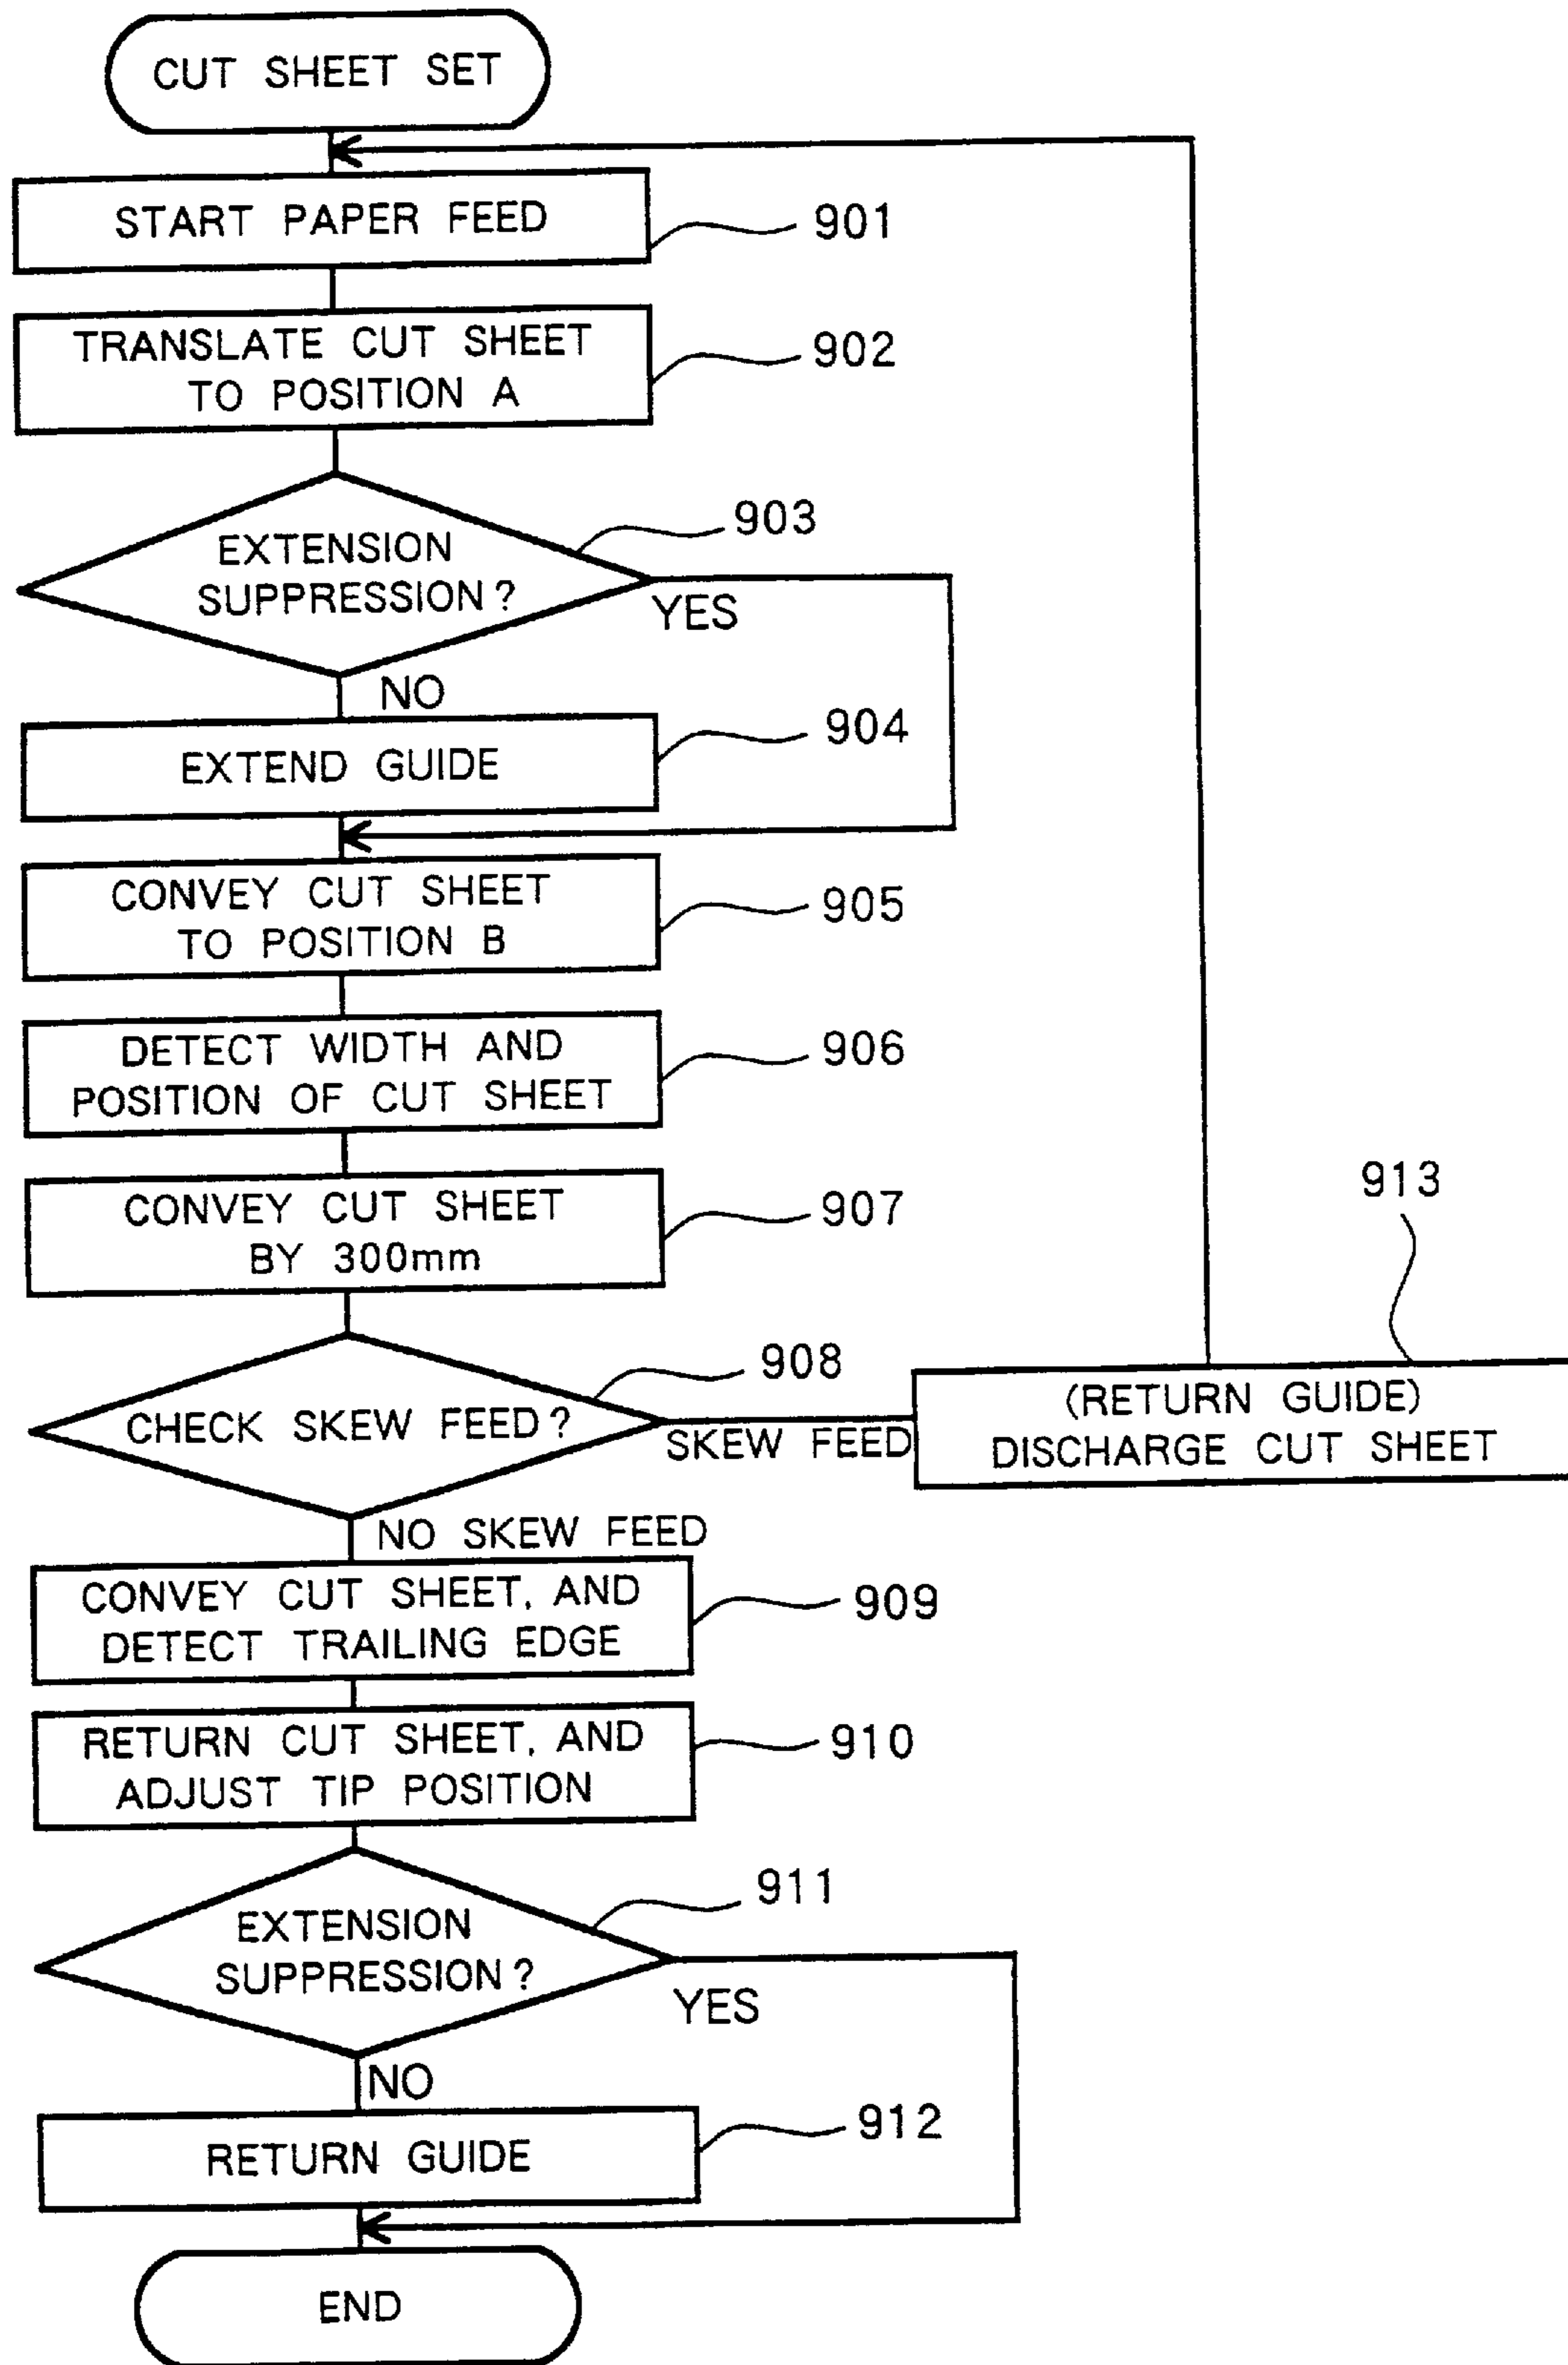 CUT SHEET SET
START PAPER FEED
901
TRANSLATE CUT SHEET
TO POSITION A
902
EXTENSION
SUPPRESSION?
903
YES
NO
EXTEND GUIDE
904
CONVEY CUT SHEET
TO POSITION B
905
DETECT WIDTH AND
POSITION OF CUT SHEET
906
CONVEY CUT SHEET
BY 300mm
907
CHECK SKEW FEED?
908
SKEW FEED
913
(RETURN GUIDE)
DISCHARGE CUT SHEET
NO SKEW FEED
CONVEY CUT SHEET, AND
DETECT TRAILING EDGE
909
RETURN CUT SHEET, AND
ADJUST TIP POSITION
910
EXTENSION
SUPPRESSION?
911
YES
NO
RETURN GUIDE
912
END